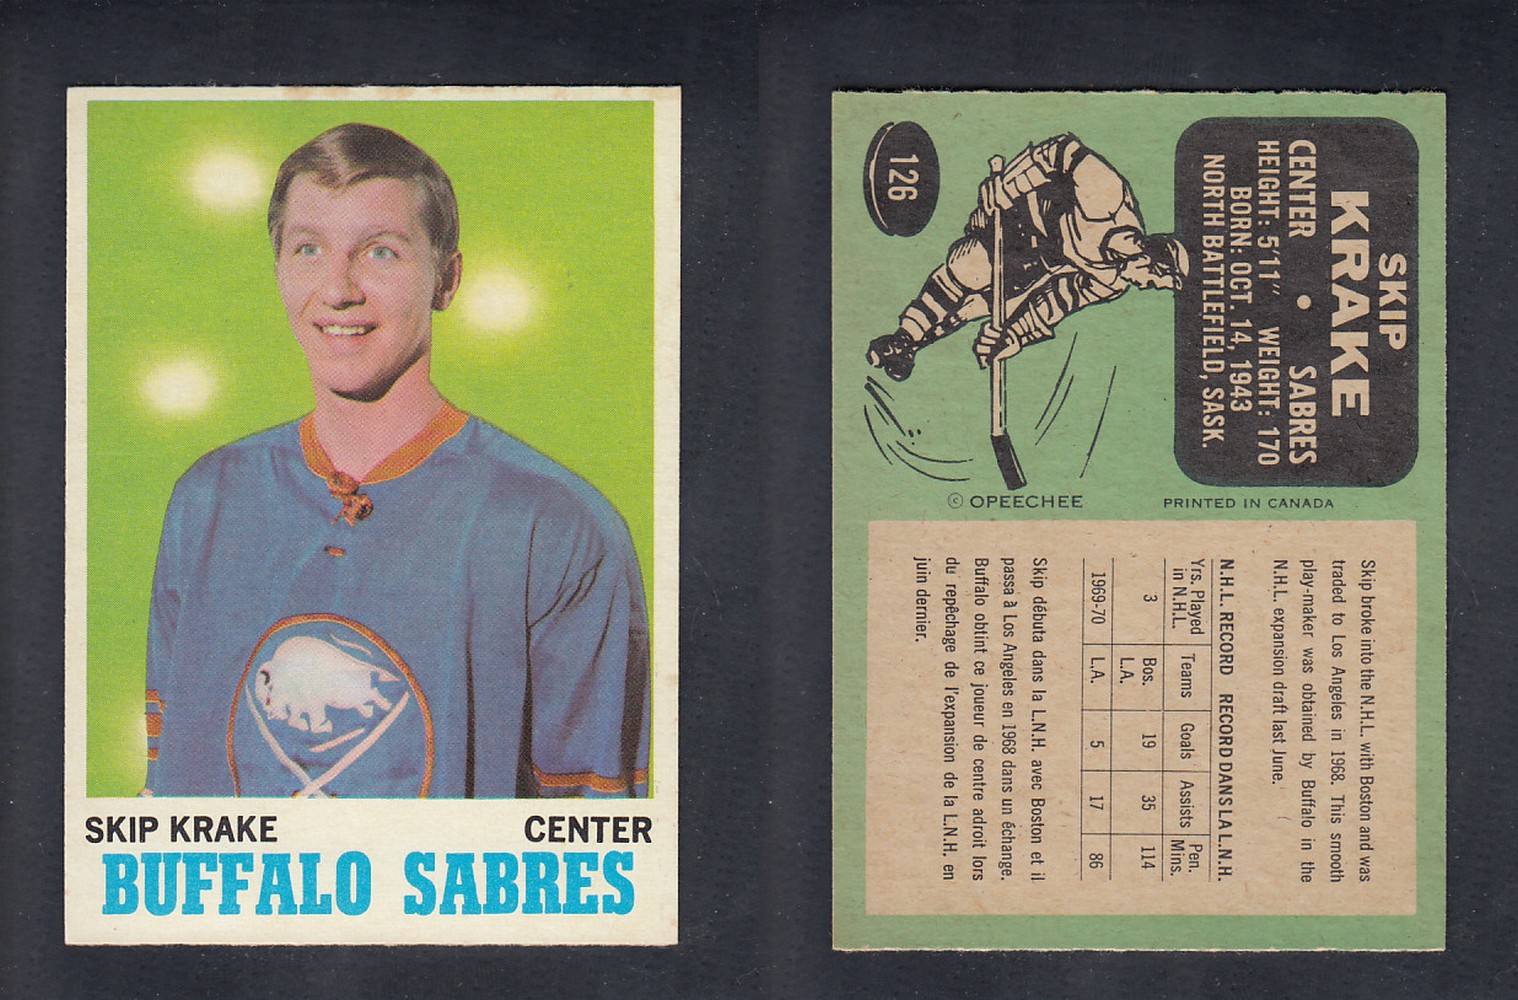 SKIP KRAKE CENTER
BUFFALO SABRES
126
SKIP
KRAKE
CENTER • SABRES
HEIGHT: 5'11" WEIGHT: 170
BORN: OCT. 14, 1943
NORTH BATTLEFIELD, SASK.
© OPEECHEE PRINTED IN CANADA
Skip broke into the N.H.L. with Boston and was
traded to Los Angeles in 1968. This smooth
play-maker was obtained by Buffalo in the
N.H.L. expansion draft last June.
N.H.L. RECORD RECORD DANS LA L.N.H.
Yrs. Played in N.H.L. Teams Goals Assists Pen. Mins.
3 Bos. L.A. 19 35 114
1969-70 L.A. 5 17 86
Skip débuta dans la L.N.H. avec Boston et il
passa à Los Angeles en 1968 dans un échange.
Buffalo obtint ce joueur de centre adroit lors
du repêchage de l'expansion de la L.N.H. en
juin dernier.